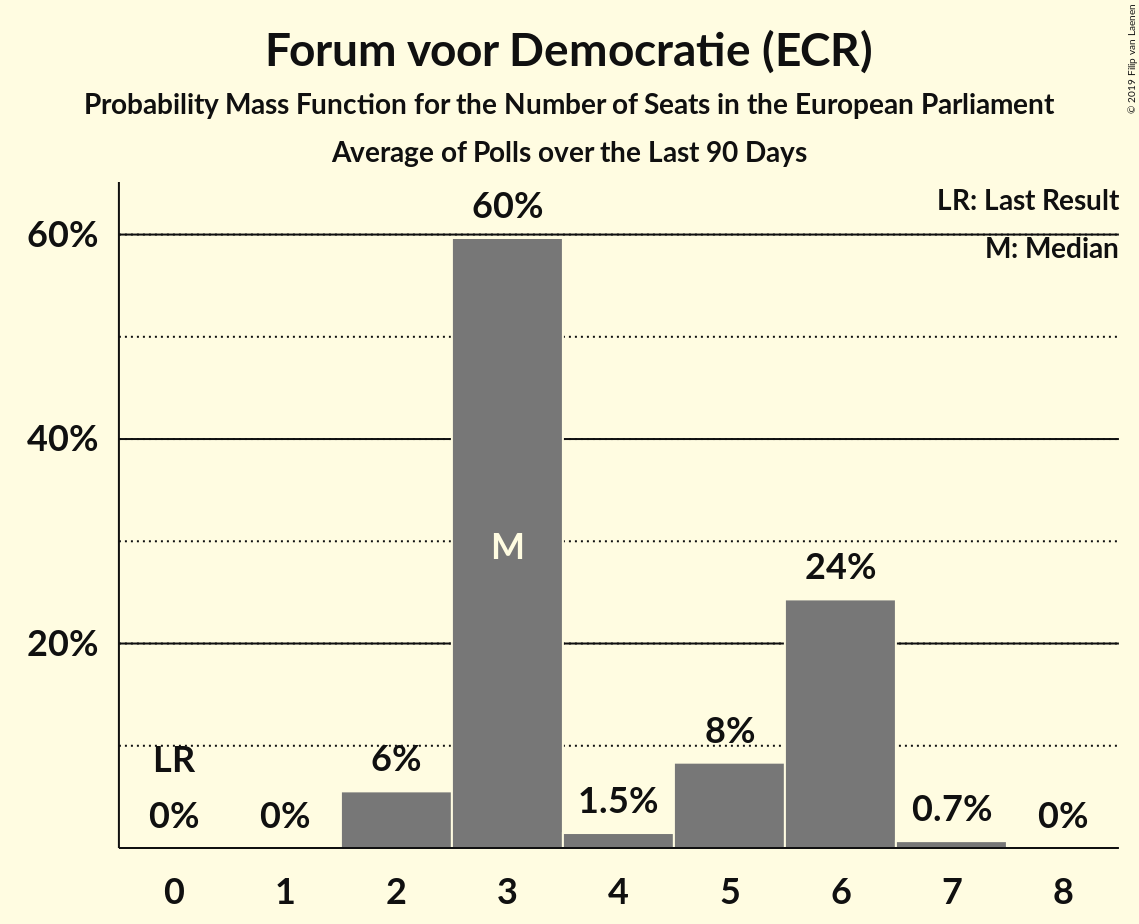 Forum voor Democratie (ECR)
Probability Mass Function for the Number of Seats in the European Parliament
Average of Polls over the Last 90 Days
© 2019 Filip van Laenen
LR: Last Result
M: Median
60%
40%
20%
LR
0%
0%
6%
60%
M
1.5%
8%
24%
0.7%
0%
0 1 2 3 4 5 6 7 8